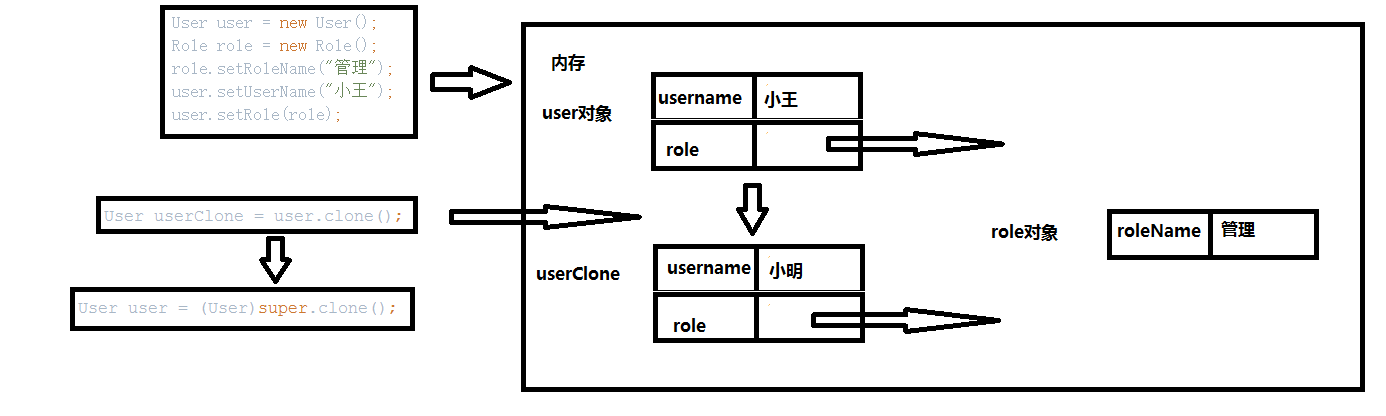 User user = new User();
Role role = new Role();
role.setRoleName("管理");
user.setUserName("小王");
user.setRole(role);
User userClone = user.clone();
User user = (User)super.clone();
内存
user对象
username 小王
role
userClone
username 小明
role
role对象
roleName 管理